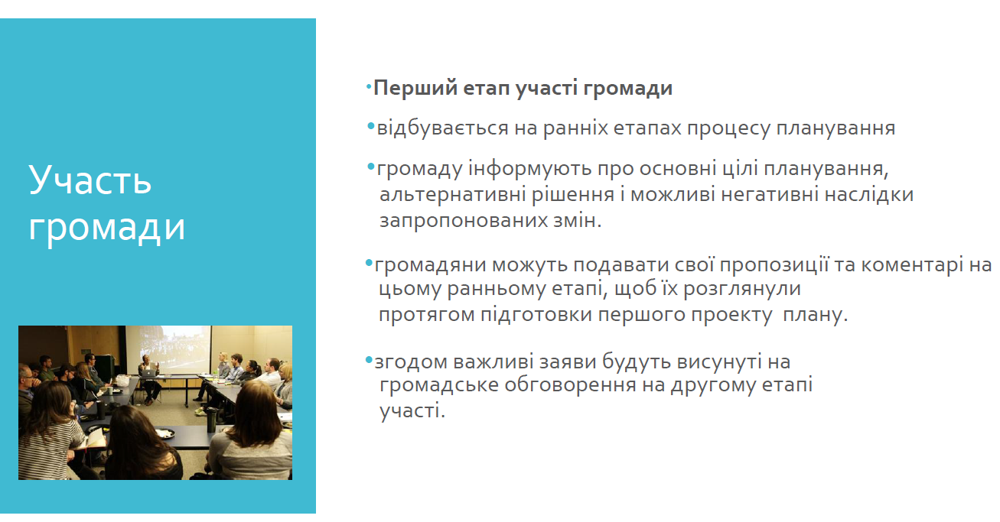 Участь
громади
•Перший етап участі громади
•відбувається на ранніх етапах процесу планування
•громаду інформують про основні цілі планування,
альтернативні рішення і можливі негативні наслідки
запропонованих змін.
•громадяни можуть подавати свої пропозиції та коментарі на
цьому ранньому етапі, щоб їх розглянули
протягом підготовки першого проекту плану.
•згодом важливі заяви будуть висунуті на
громадське обговорення на другому етапі
участі.